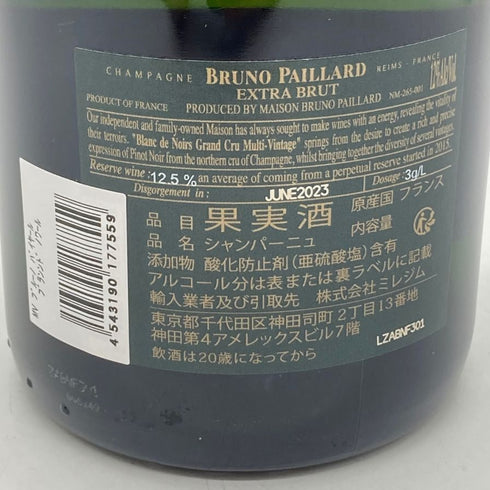 CHAMPAGNE BRUNO PAILLARD REIMS - FRANCE
EXTRA BRUT 12% Alc/Vol.
PRODUCT OF FRANCE PRODUCED BY MAISON BRUNO PAILLARD NM-265-001
Our independent and family-owned Maison has always sought to make wines with an energy, revealing the vitality of
their terroirs. "Blanc de Noirs Grand Cru Multi-Vintage" springs from the desire to create a rich and precise
expression of Pinot Noir from the northern cru of Champagne, whilst bringing together the diversity of several vintages.
Reserve wine: 12.5 % an average of coming from a perpetual reserve started in 2015.
Disgorgement in: JUNE2023 Dosage: 3g/L
品目 果実酒 原産国 フランス
品名 シャンパーニュ 内容量
添加物 酸化防止剤(亜硫酸塩)含有
アルコール分は表または裏ラベルに記載
輸入業者及び引取先 株式会社ミレジム
東京都千代田区神田司町2丁目13番地
神田第4アメレックスビル7階
飲酒は20歳になってから
LZABNF301
4 543190 177559